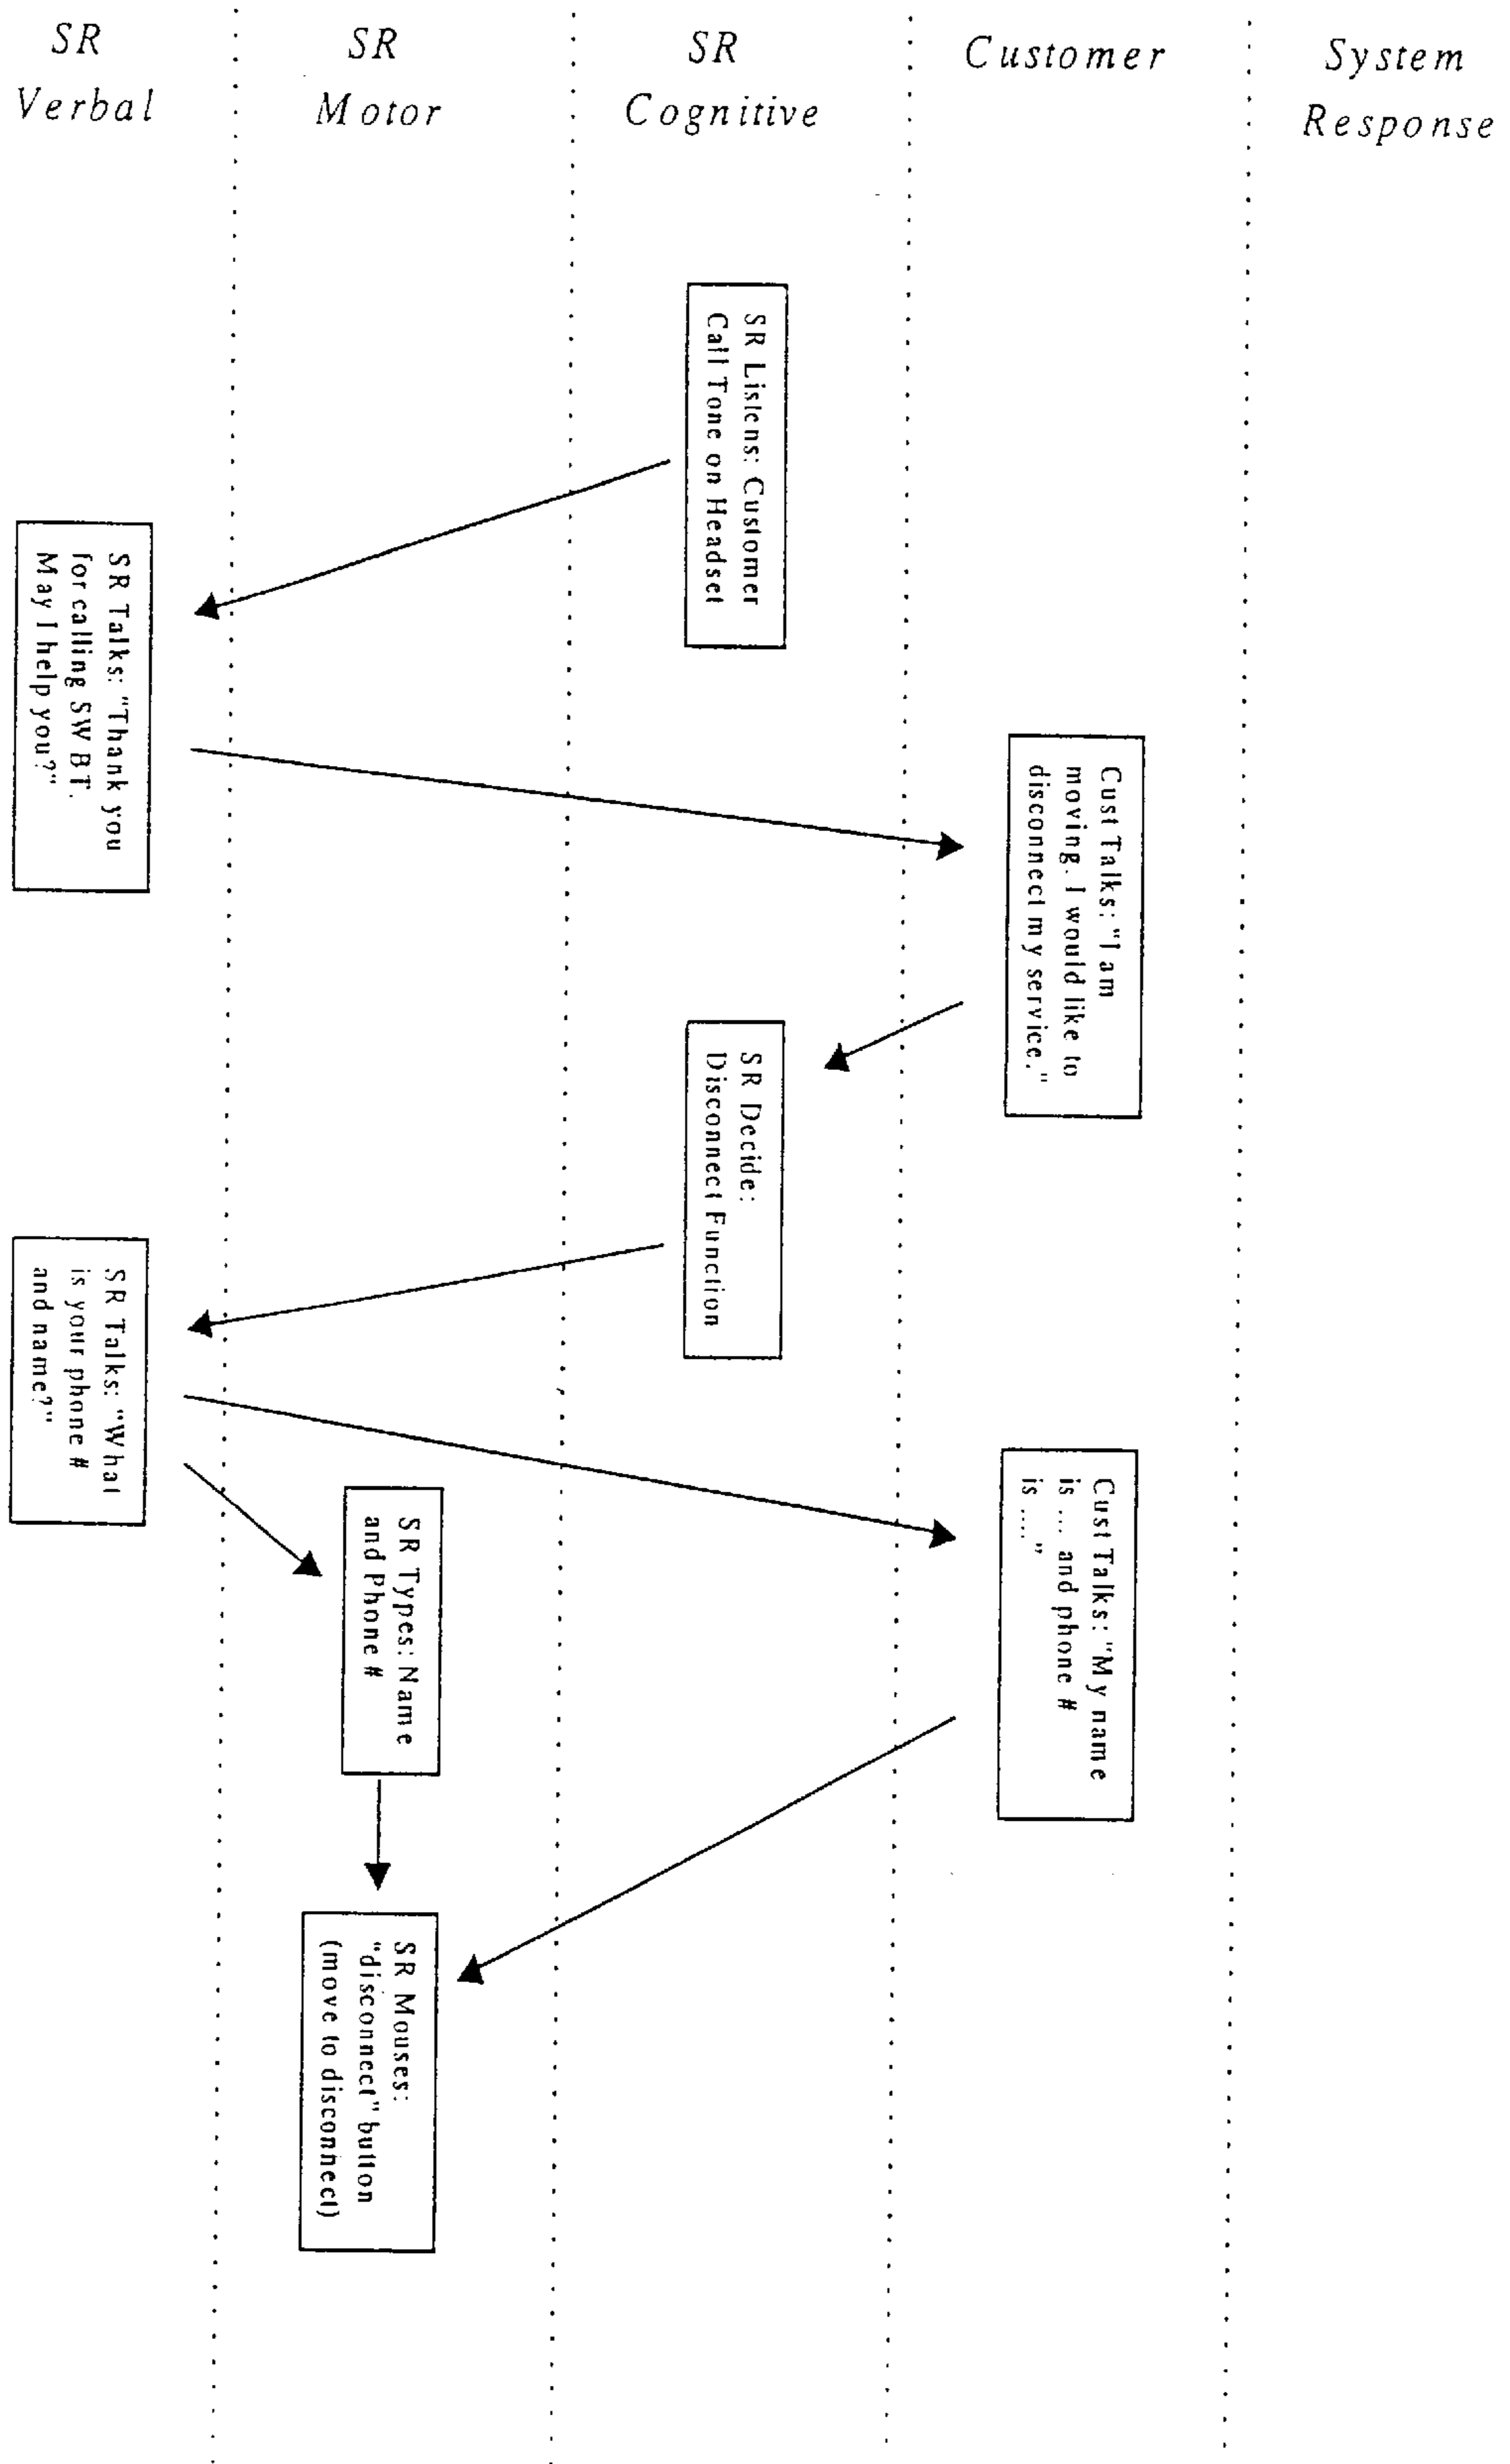 SR
Verbal
SR
Motor
SR
Cognitive
Customer
System
Response
SR Listens: Customer
Call Tone on Headset
SR Talks: "Thank you
for calling SWBT.
May I help you?"
Cust Talks: "I am
moving. I would like to
disconnect my service."
SR Decide:
Disconnect Function
SR Talks: "What
is your phone #
and name?"
Cust Talks: "My name
is .... and phone #
is ....."
SR Types: Name
and Phone #
SR Mouses:
"disconnect" button
(move to disconnect)